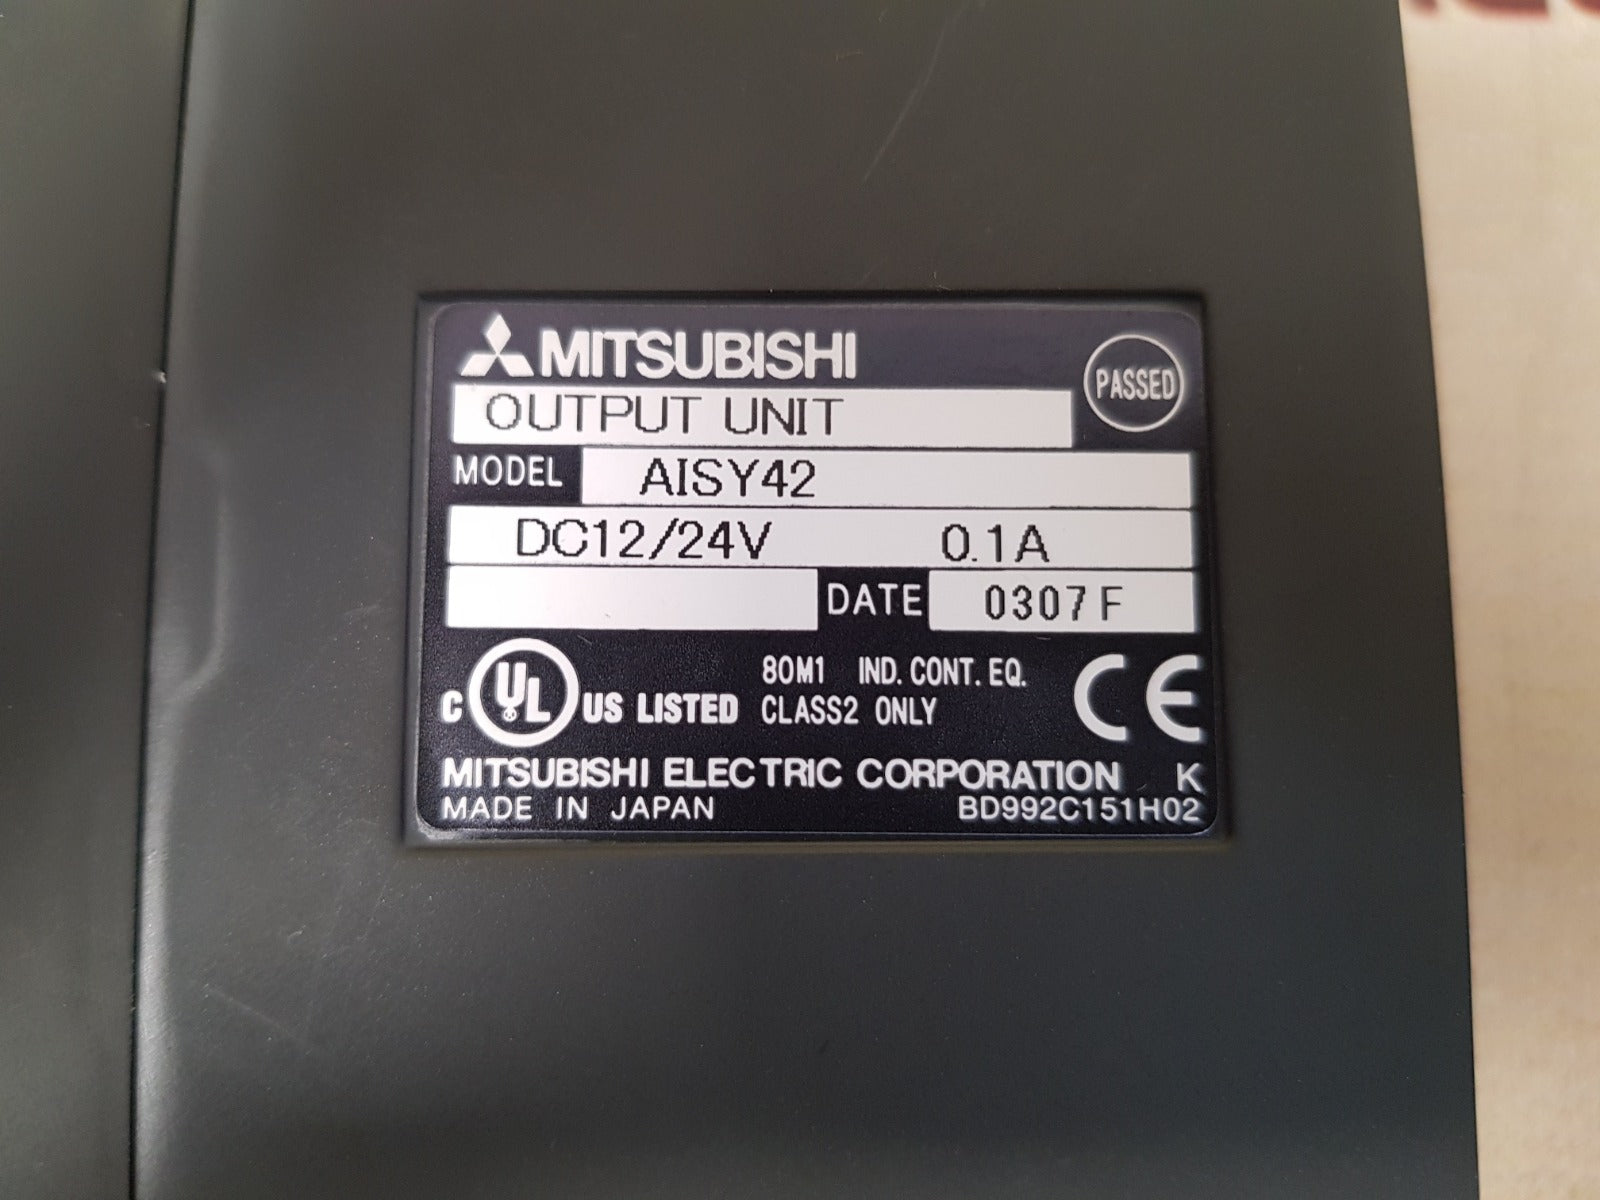 MITSUBISHI
PASSED
OUTPUT UNIT
MODEL AISY42
DC12/24V 0.1A
DATE 0307F
C UL US LISTED 80M1 IND. CONT. EQ.
CLASS2 ONLY CE
MITSUBISHI ELECTRIC CORPORATION K
MADE IN JAPAN BD992C151H02